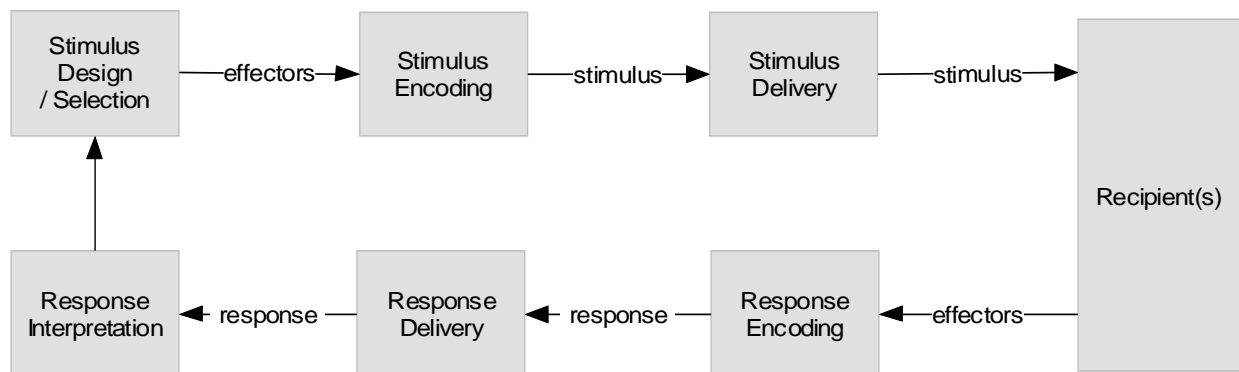 Stimulus
Design
/ Selection
effectors
Stimulus
Encoding
stimulus
Stimulus
Delivery
stimulus
Recipient(s)
Response
Interpretation
response
Response
Delivery
response
Response
Encoding
effectors